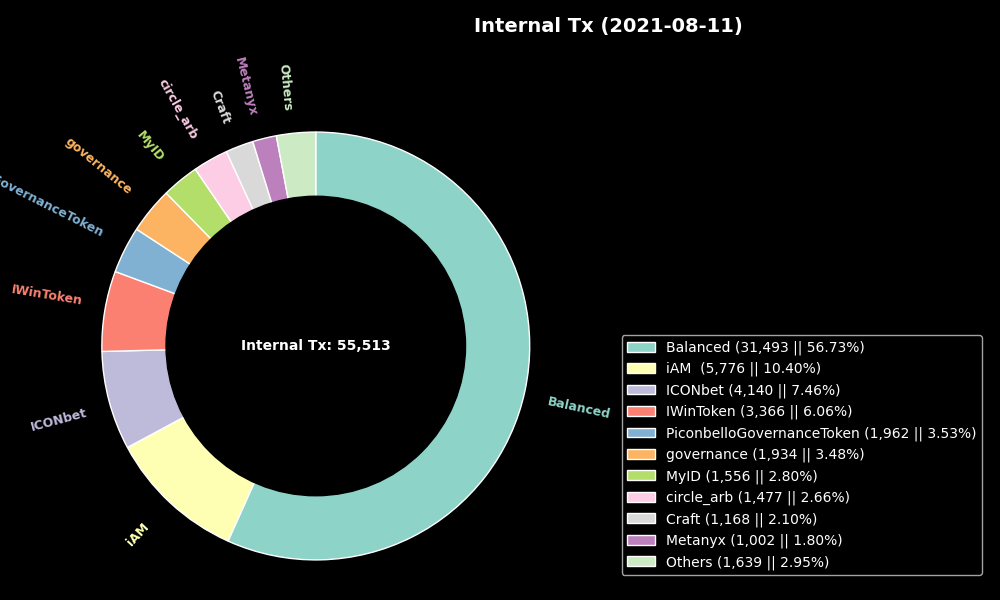 Internal Tx (2021-08-11)
Others
Metanyx
Craft
circle_arb
MyID
governance
overnanceToken
IWinToken
ICONbet
iAM
Balanced
Internal Tx: 55,513
Balanced (31,493 || 56.73%)
iAM  (5,776 || 10.40%)
ICONbet (4,140 || 7.46%)
IWinToken (3,366 || 6.06%)
PiconbelloGovernanceToken (1,962 || 3.53%)
governance (1,934 || 3.48%)
MyID (1,556 || 2.80%)
circle_arb (1,477 || 2.66%)
Craft (1,168 || 2.10%)
Metanyx (1,002 || 1.80%)
Others (1,639 || 2.95%)